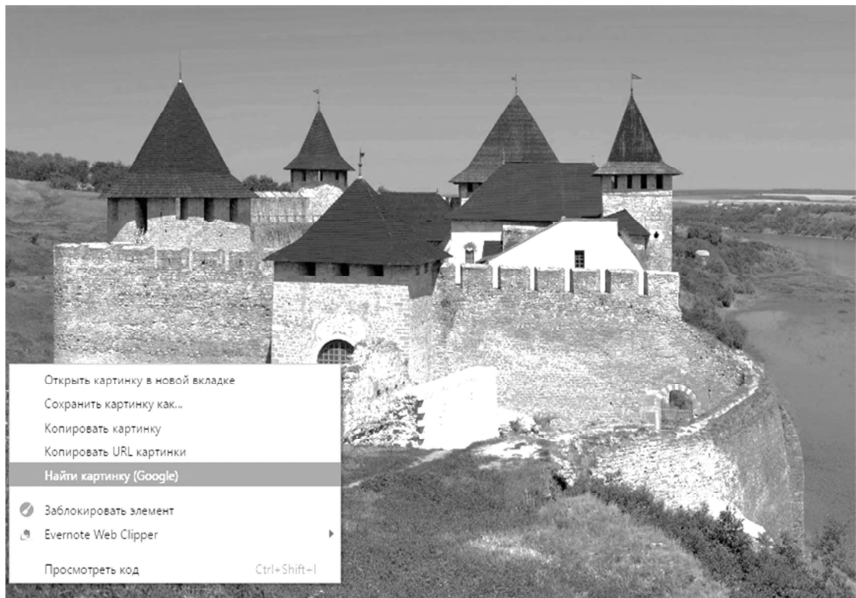 Открыть картинку в новой вкладке
Сохранить картинку как...
Копировать картинку
Копировать URL картинки
Найти картинку (Google)
Заблокировать элемент
Evernote Web Clipper
Просмотреть код Ctrl+Shift+I